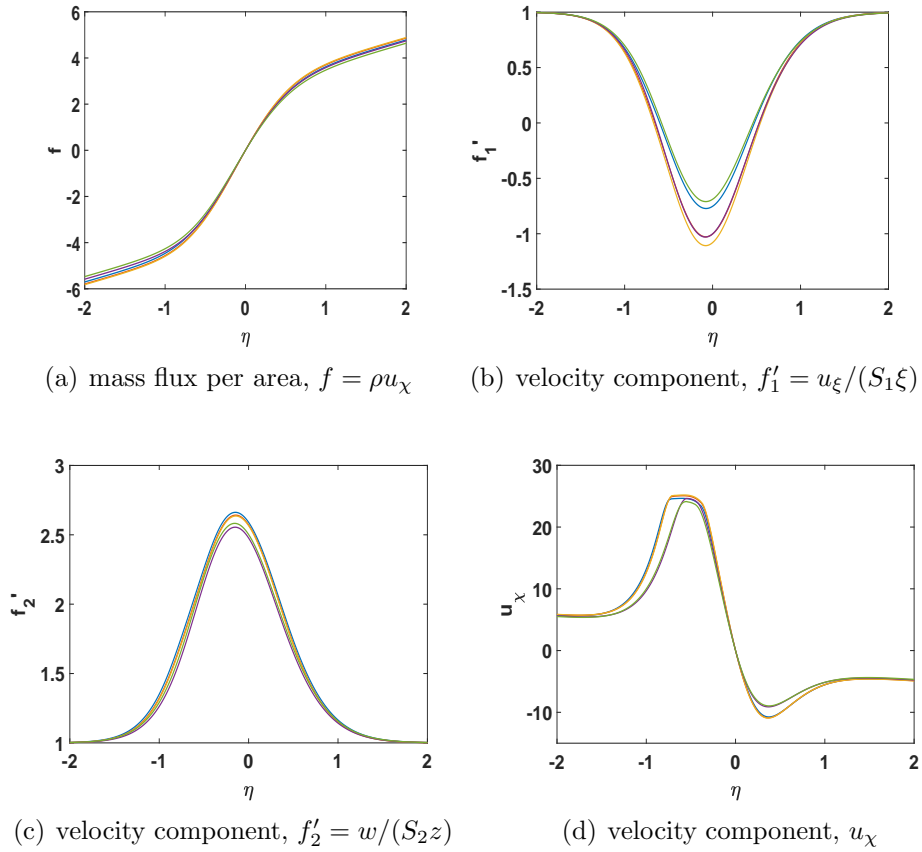 6
4
2
0
-2
-4
-6
f
-2 -1 0 1 2
η
(a) mass flux per area, f = ρu_χ
1
0.5
0
-0.5
-1
-1.5
f_1'
-2 -1 0 1 2
η
(b) velocity component, f′_1 = u_ξ/(S_1ξ)
3
2.5
2
1.5
1
f_2'
-2 -1 0 1 2
η
(c) velocity component, f′_2 = w/(S_2z)
30
20
10
0
-10
u_χ
-2 -1 0 1 2
η
(d) velocity component, u_χ